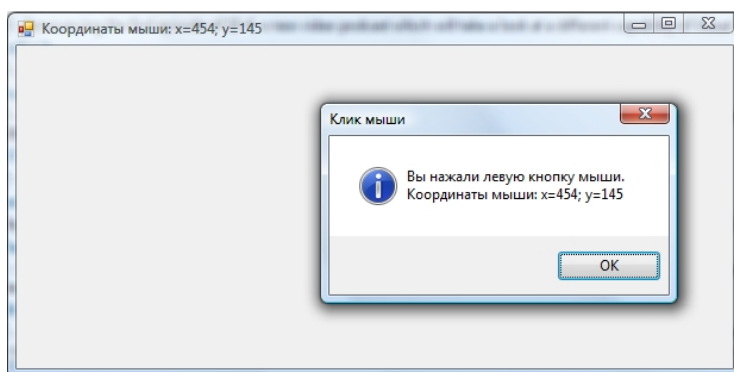 Координаты мыши: x=454; y=145
Клик мыши
Вы нажали левую кнопку мыши.
Координаты мыши: x=454; y=145
OK